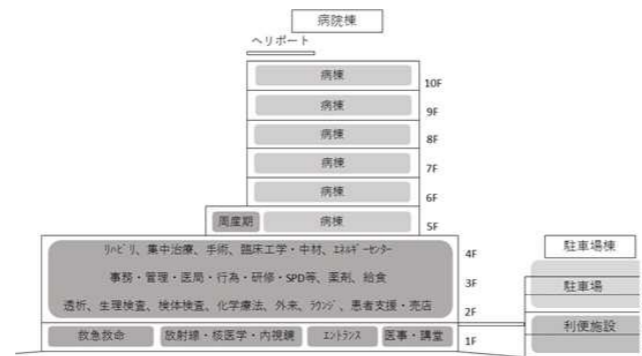 病院棟
ヘリポート
病棟
10F
病棟
9F
病棟
8F
病棟
7F
病棟
6F
周産期 病棟
5F
リハビリ、集中治療、手術、臨床工学・中材、エネルギーセンター
4F
駐車場棟
事務・管理・医局・行為・研修・SPD等、薬剤、給食
3F
駐車場
透析、生理検査、検体検査、化学療法、外来、ラウンジ、患者支援・売店
2F
救急救命 放射線・核医学・内視鏡 エントランス 医事・講堂
1F
利便施設